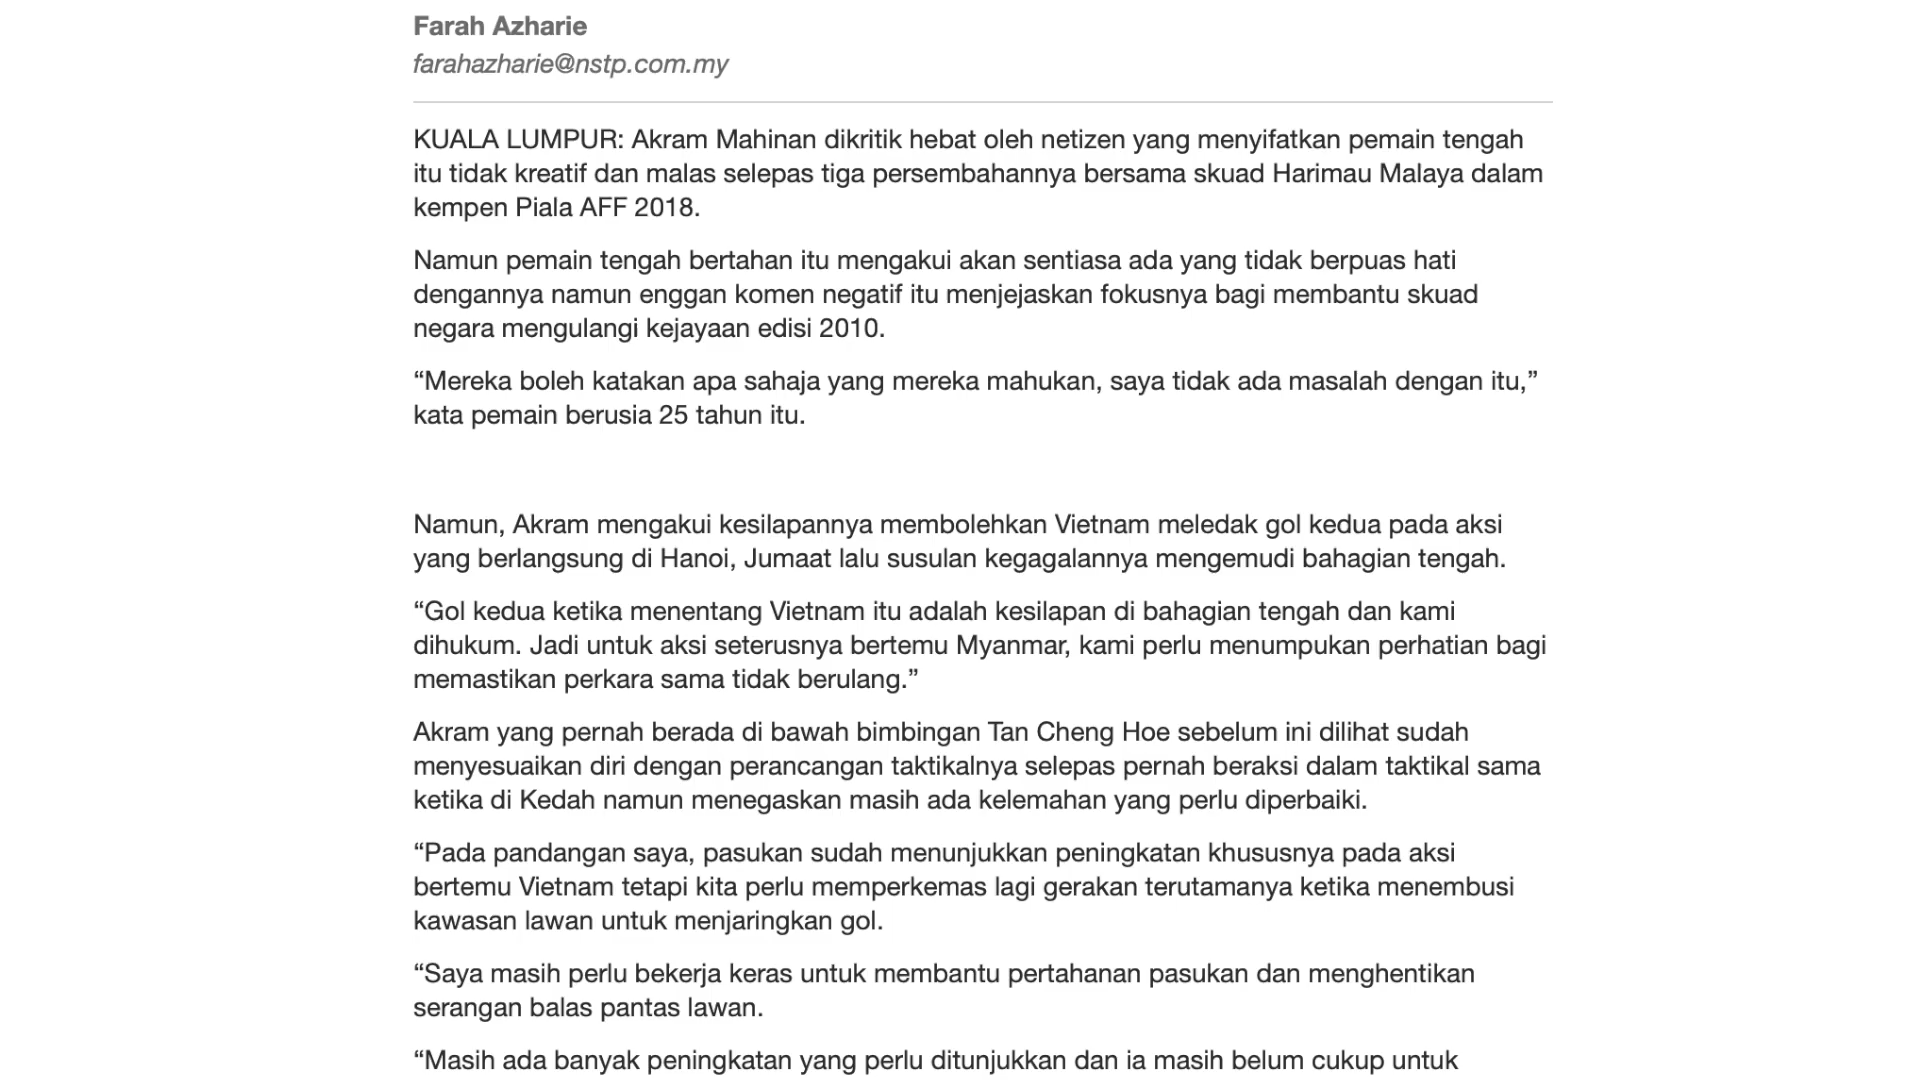 Farah Azharie
farahazharie@nstp.com.my
KUALA LUMPUR: Akram Mahinan dikritik hebat oleh netizen yang menyifatkan pemain tengah
itu tidak kreatif dan malas selepas tiga persembahannya bersama skuad Harimau Malaya dalam
kempen Piala AFF 2018.
Namun pemain tengah bertahan itu mengakui akan sentiasa ada yang tidak berpuas hati
dengannya namun enggan komen negatif itu menjejaskan fokusnya bagi membantu skuad
negara mengulangi kejayaan edisi 2010.
“Mereka boleh katakan apa sahaja yang mereka mahukan, saya tidak ada masalah dengan itu,”
kata pemain berusia 25 tahun itu.
Namun, Akram mengakui kesilapannya membolehkan Vietnam meledak gol kedua pada aksi
yang berlangsung di Hanoi, Jumaat lalu susulan kegagalannya mengemudi bahagian tengah.
“Gol kedua ketika menentang Vietnam itu adalah kesilapan di bahagian tengah dan kami
dihukum. Jadi untuk aksi seterusnya bertemu Myanmar, kami perlu menumpukan perhatian bagi
memastikan perkara sama tidak berulang.”
Akram yang pernah berada di bawah bimbingan Tan Cheng Hoe sebelum ini dilihat sudah
menyesuaikan diri dengan perancangan taktikalnya selepas pernah beraksi dalam taktikal sama
ketika di Kedah namun menegaskan masih ada kelemahan yang perlu diperbaiki.
“Pada pandangan saya, pasukan sudah menunjukkan peningkatan khususnya pada aksi
bertemu Vietnam tetapi kita perlu memperkemas lagi gerakan terutamanya ketika menembusi
kawasan lawan untuk menjaringkan gol.
“Saya masih perlu bekerja keras untuk membantu pertahanan pasukan dan menghentikan
serangan balas pantas lawan.
“Masih ada banyak peningkatan yang perlu ditunjukkan dan ia masih belum cukup untuk